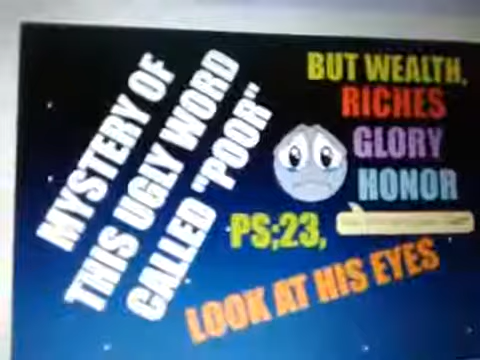 MYSTERY OF
THIS UGLY WORD
CALLED "POOR"
BUT WEALTH,
RICHES
GLORY
HONOR
PS;23,
LOOK AT HIS EYES